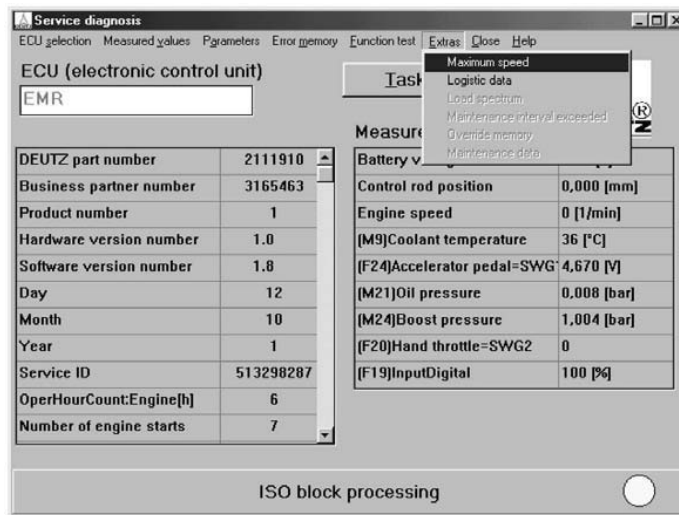 Service diagnosis
ECU selection Measured values Parameters Error memory Function test Extras Close Help
Maximum speed
Logistic data
Load spectrum
Maintenance interval exceeded
Override memory
Maintenance data
ECU (electronic control unit)
EMR
Task
®
Measure
DEUTZ part number 2111910
Business partner number 3165463
Product number 1
Hardware version number 1.0
Software version number 1.8
Day 12
Month 10
Year 1
Service ID 513298287
OperHourCount:Engine[h] 6
Number of engine starts 7
Battery v
Control rod position 0,000 [mm]
Engine speed 0 [1/min]
(M9)Coolant temperature 36 [°C]
(F24)Accelerator pedal=SWG 4,670 [V]
(M21)Oil pressure 0,008 [bar]
(M24)Boost pressure 1,004 [bar]
(F20)Hand throttle=SWG2 0
(F19)InputDigital 100 [%]
ISO block processing